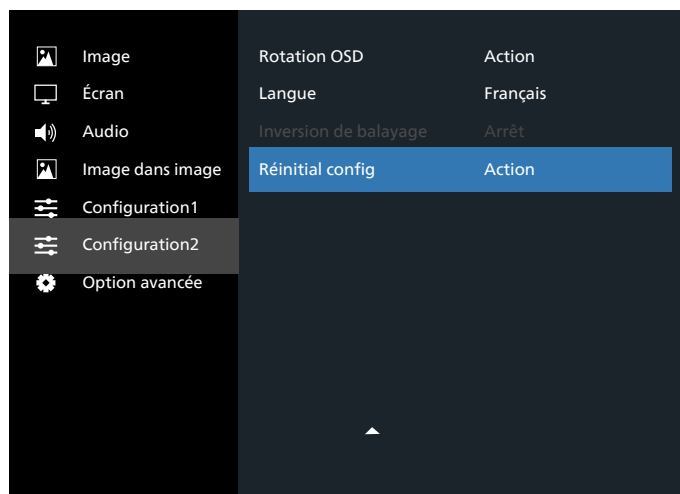 Image
Écran
Audio
Image dans image
Configuration1
Configuration2
Option avancée
Rotation OSD Action
Langue Français
Inversion de balayage Arrêt
Réinitial config Action